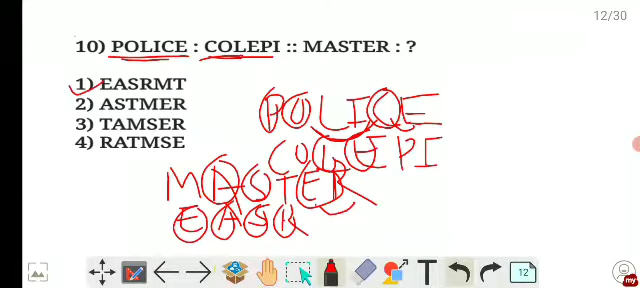 12/30
10) POLICE : COLEPI :: MASTER : ?
1) EASRMT
2) ASTMER
3) TAMSER
4) RATMSE
POLICE
COLEPI
MASTER
EASR
T
12
my